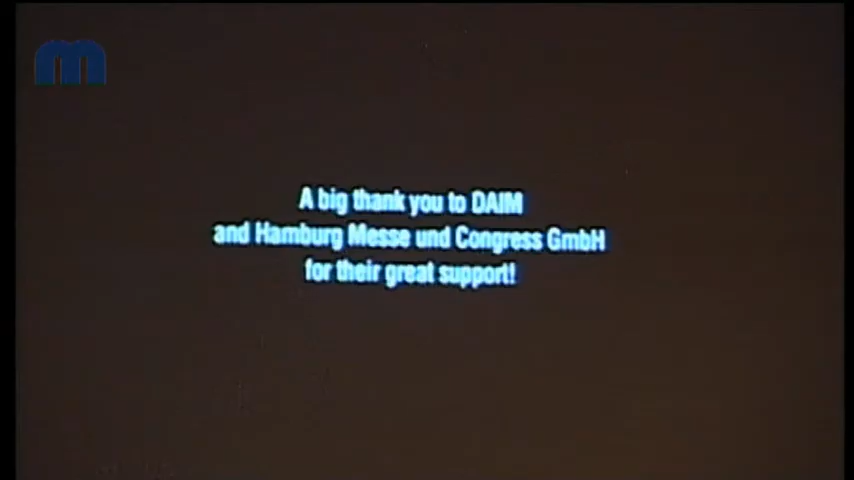 m
A big thank you to DAIM
and Hamburg Messe und Congress GmbH
for their great support!